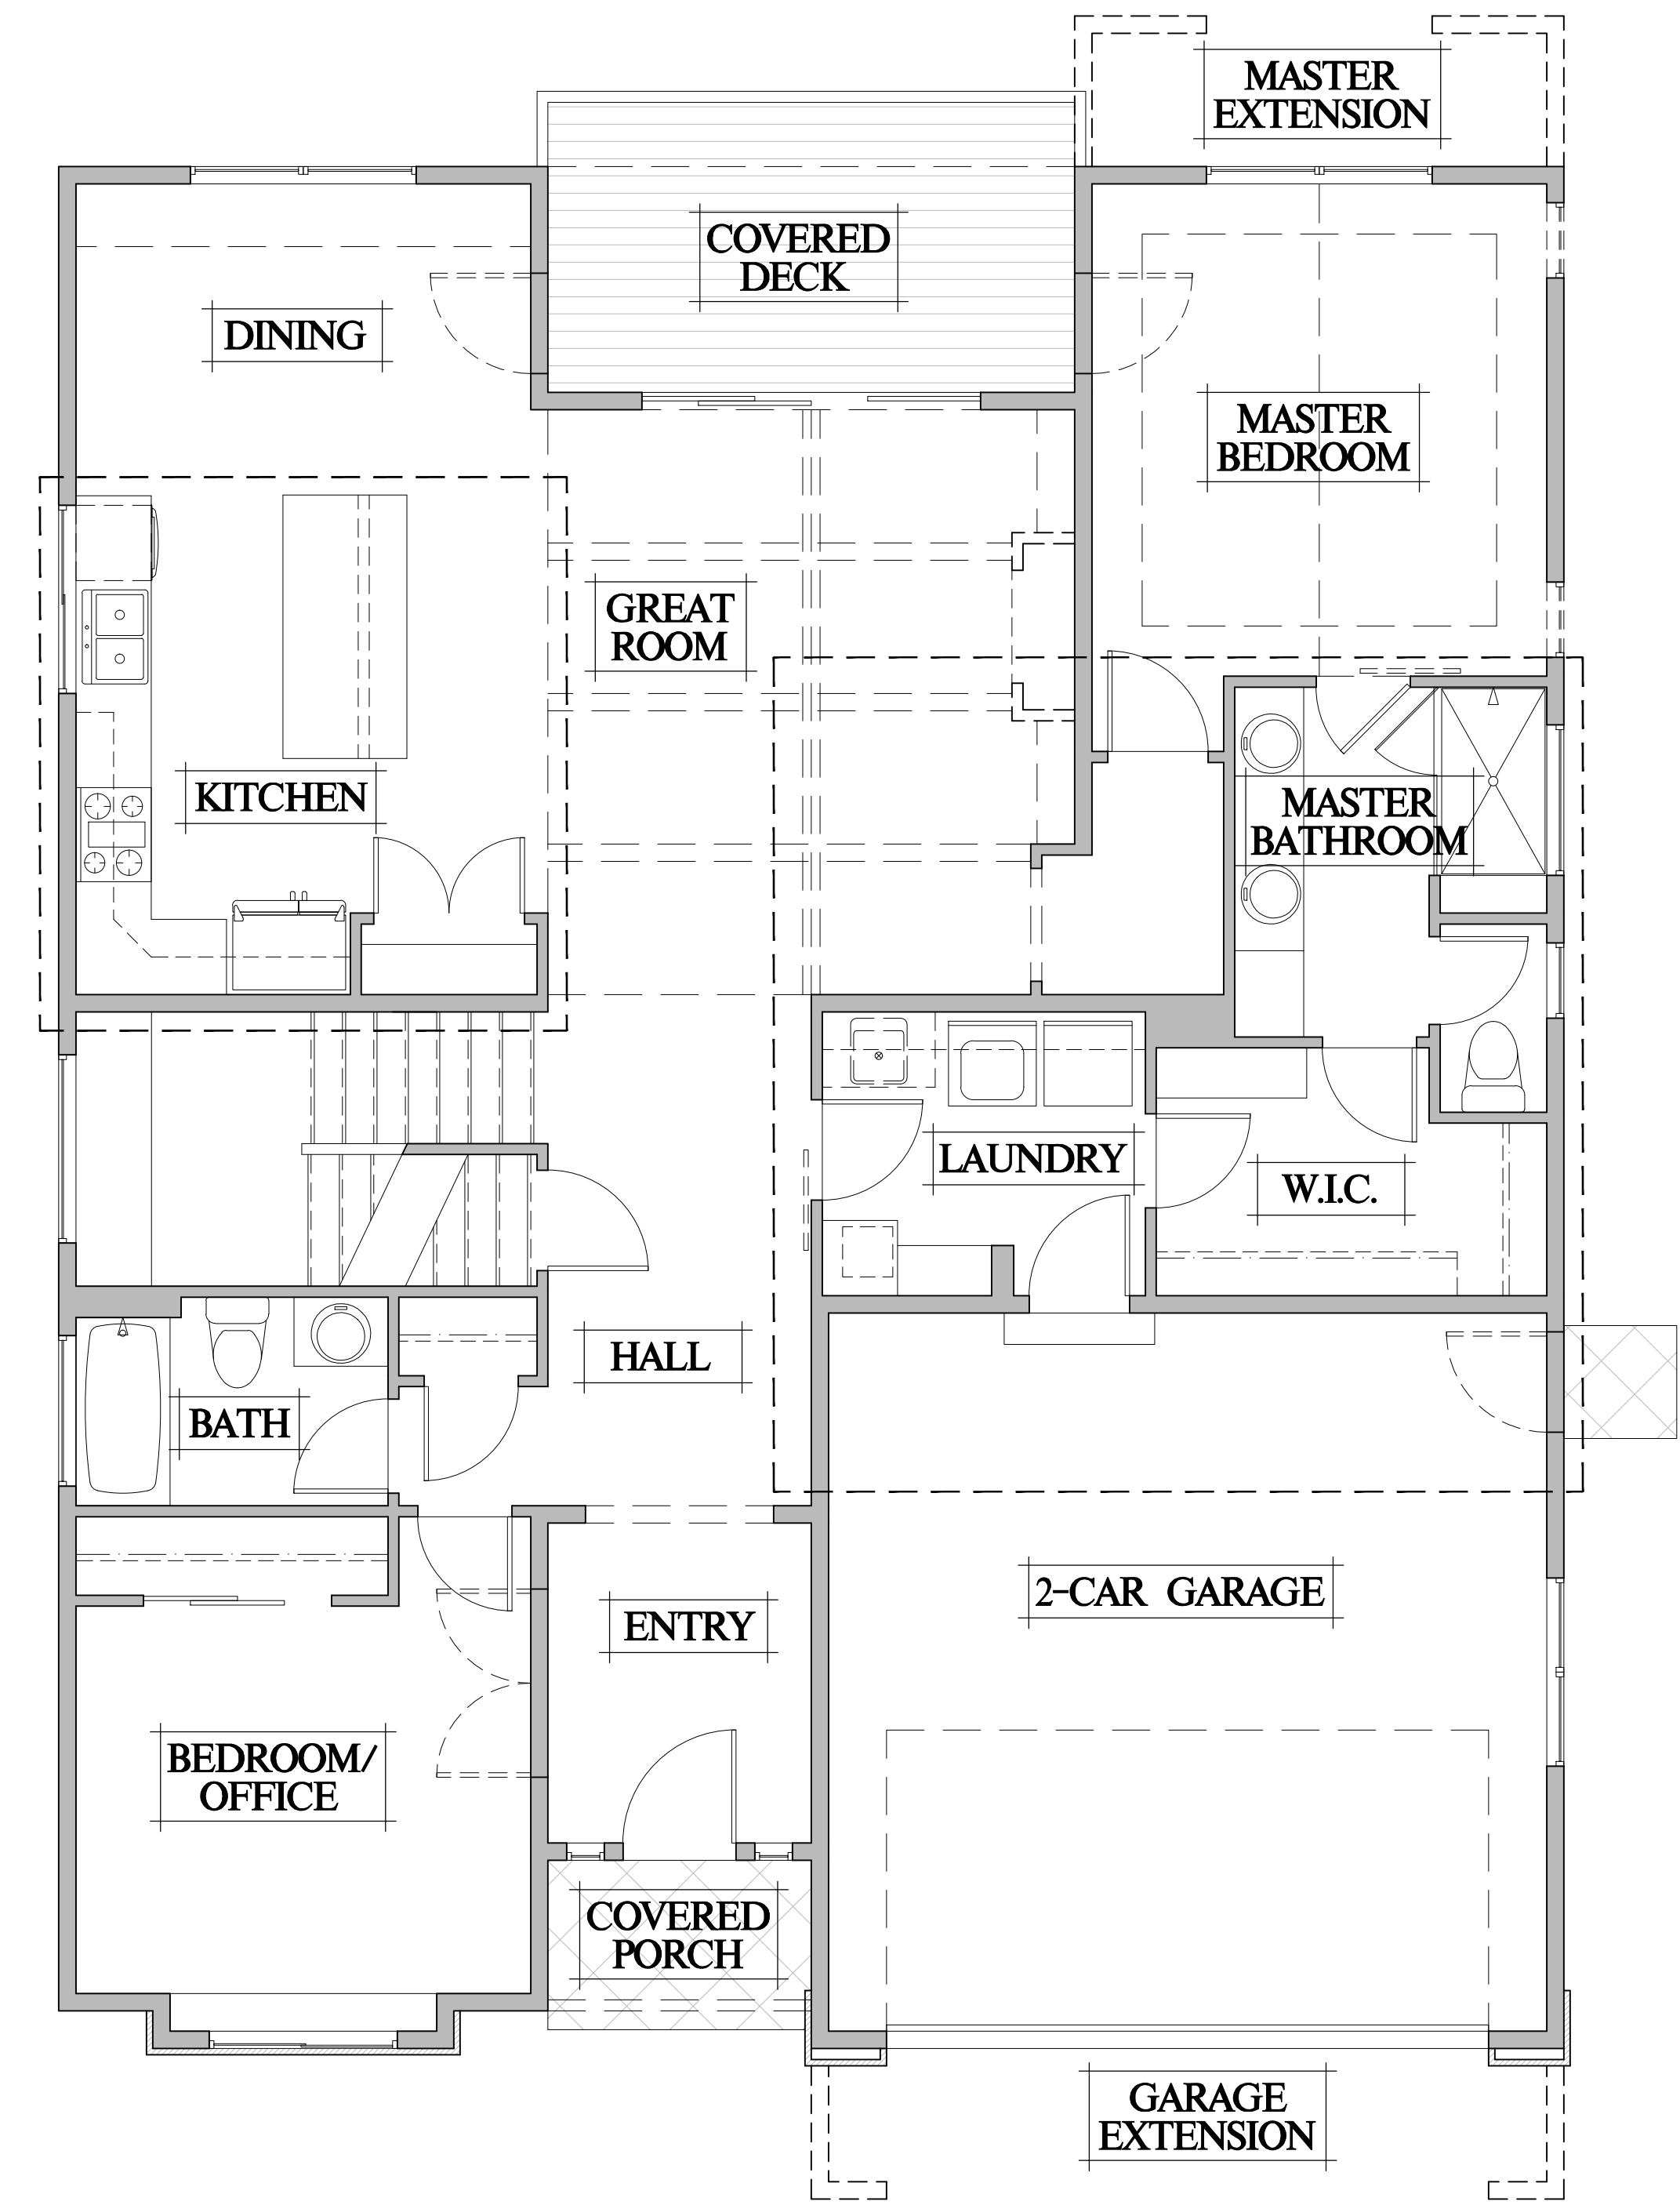 MASTER
EXTENSION
COVERED
DECK
DINING
MASTER
BEDROOM
GREAT
ROOM
KITCHEN
MASTER
BATHROOM
LAUNDRY
W.I.C.
HALL
BATH
2-CAR GARAGE
ENTRY
BEDROOM/
OFFICE
COVERED
PORCH
GARAGE
EXTENSION